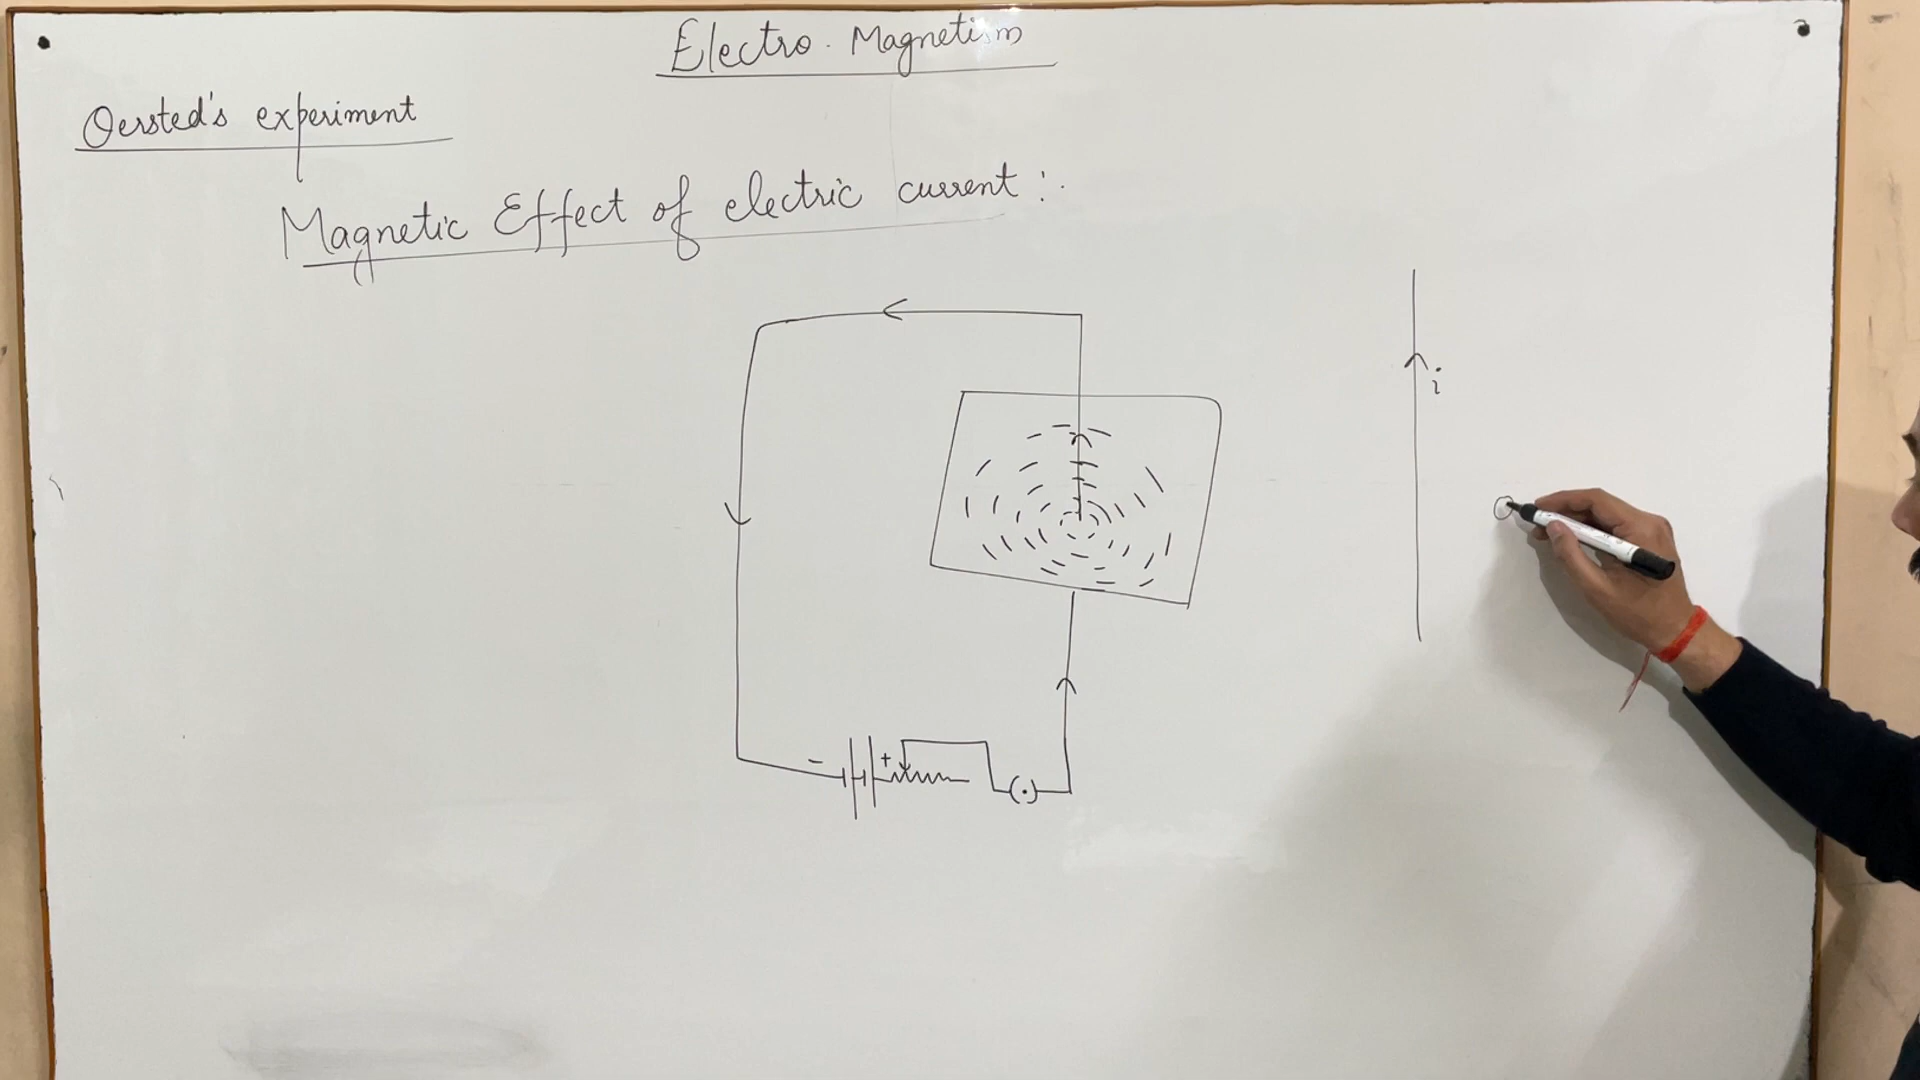 Electro. Magnetism
Oersted's experiment
Magnetic Effect of electric current :.
i
- +